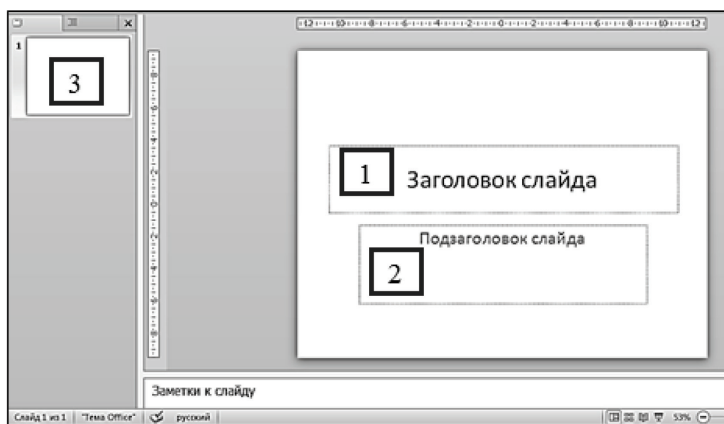 1
3
1
Заголовок слайда
Подзаголовок слайда
2
Заметки к слайду
Слайд 1 из 1 "Тема Office" русский 53%